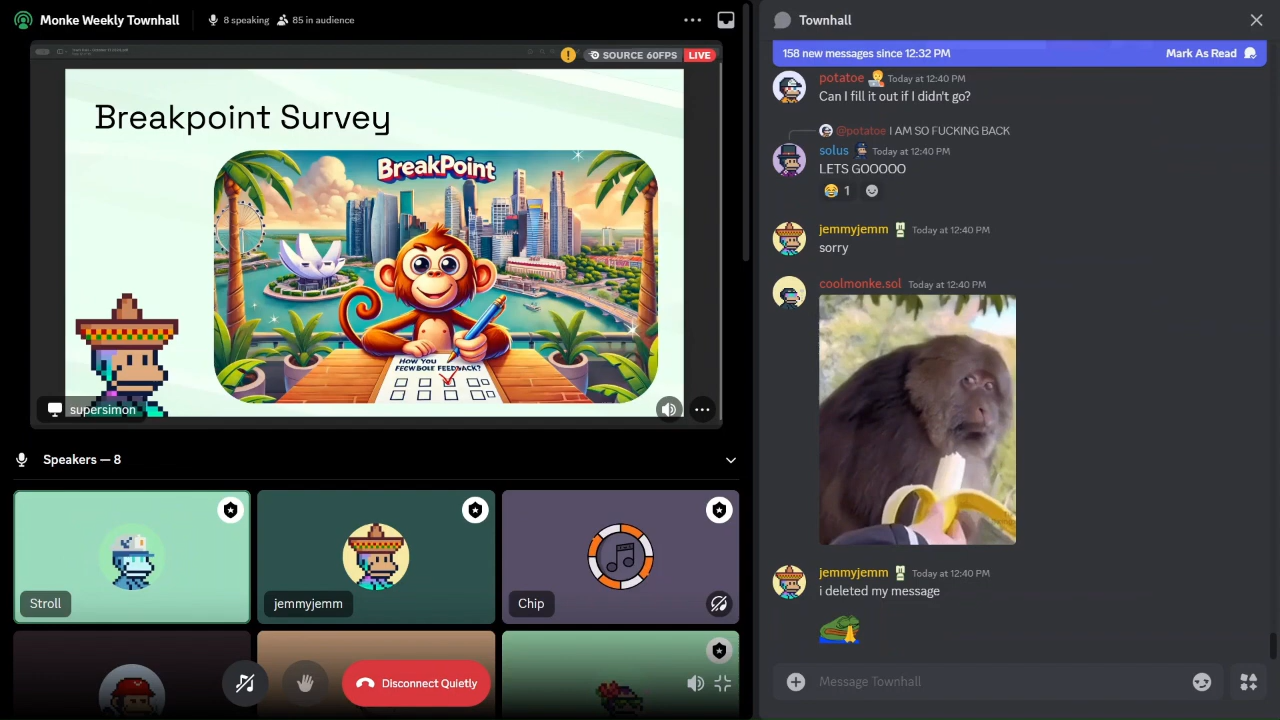 Monke Weekly Townhall
8 speaking
85 in audience
SOURCE 60FPS
LIVE
Breakpoint Survey
BREAKPOINT
HOW YOU
supersimon
Speakers — 8
Stroll
jemmyjemm
Chip
Disconnect Quietly
Townhall
158 new messages since 12:32 PM
Mark As Read
potatoe Today at 12:40 PM
Can I fill it out if I didn't go?
@potatoe I AM SO FUCKING BACK
solus Today at 12:40 PM
LETS GOOOOO
1
jemmyjemm Today at 12:40 PM
sorry
coolmonke.sol Today at 12:40 PM
jemmyjemm Today at 12:40 PM
i deleted my message
Message Townhall